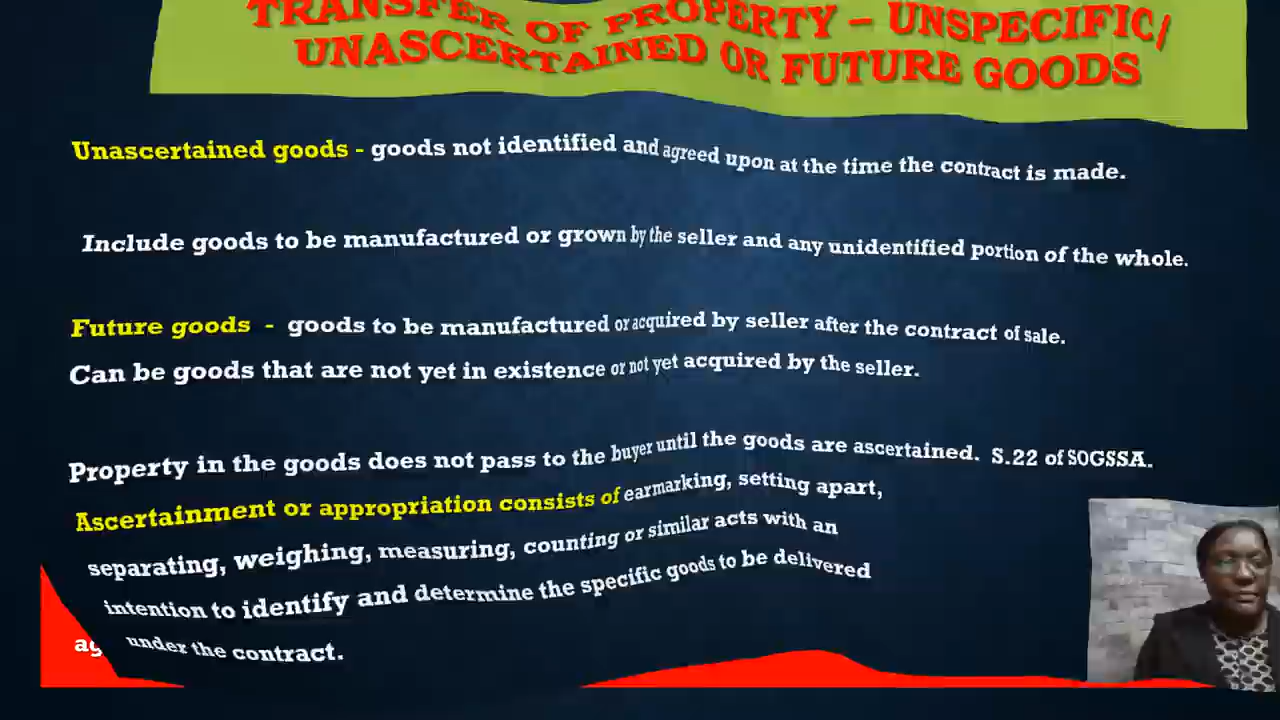 TRANSFER OF PROPERTY – UNSPECIFIC/
UNASCERTAINED OR FUTURE GOODS
Unascertained goods - goods not identified and agreed upon at the time the contract is made.
Include goods to be manufactured or grown by the seller and any unidentified portion of the whole.
Future goods - goods to be manufactured or acquired by seller after the contract of sale.
Can be goods that are not yet in existence or not yet acquired by the seller.
Property in the goods does not pass to the buyer until the goods are ascertained. S.22 of SOGSSA.
Ascertainment or appropriation consists of earmarking, setting apart,
separating, weighing, measuring, counting or similar acts with an
intention to identify and determine the specific goods to be delivered
under the contract.